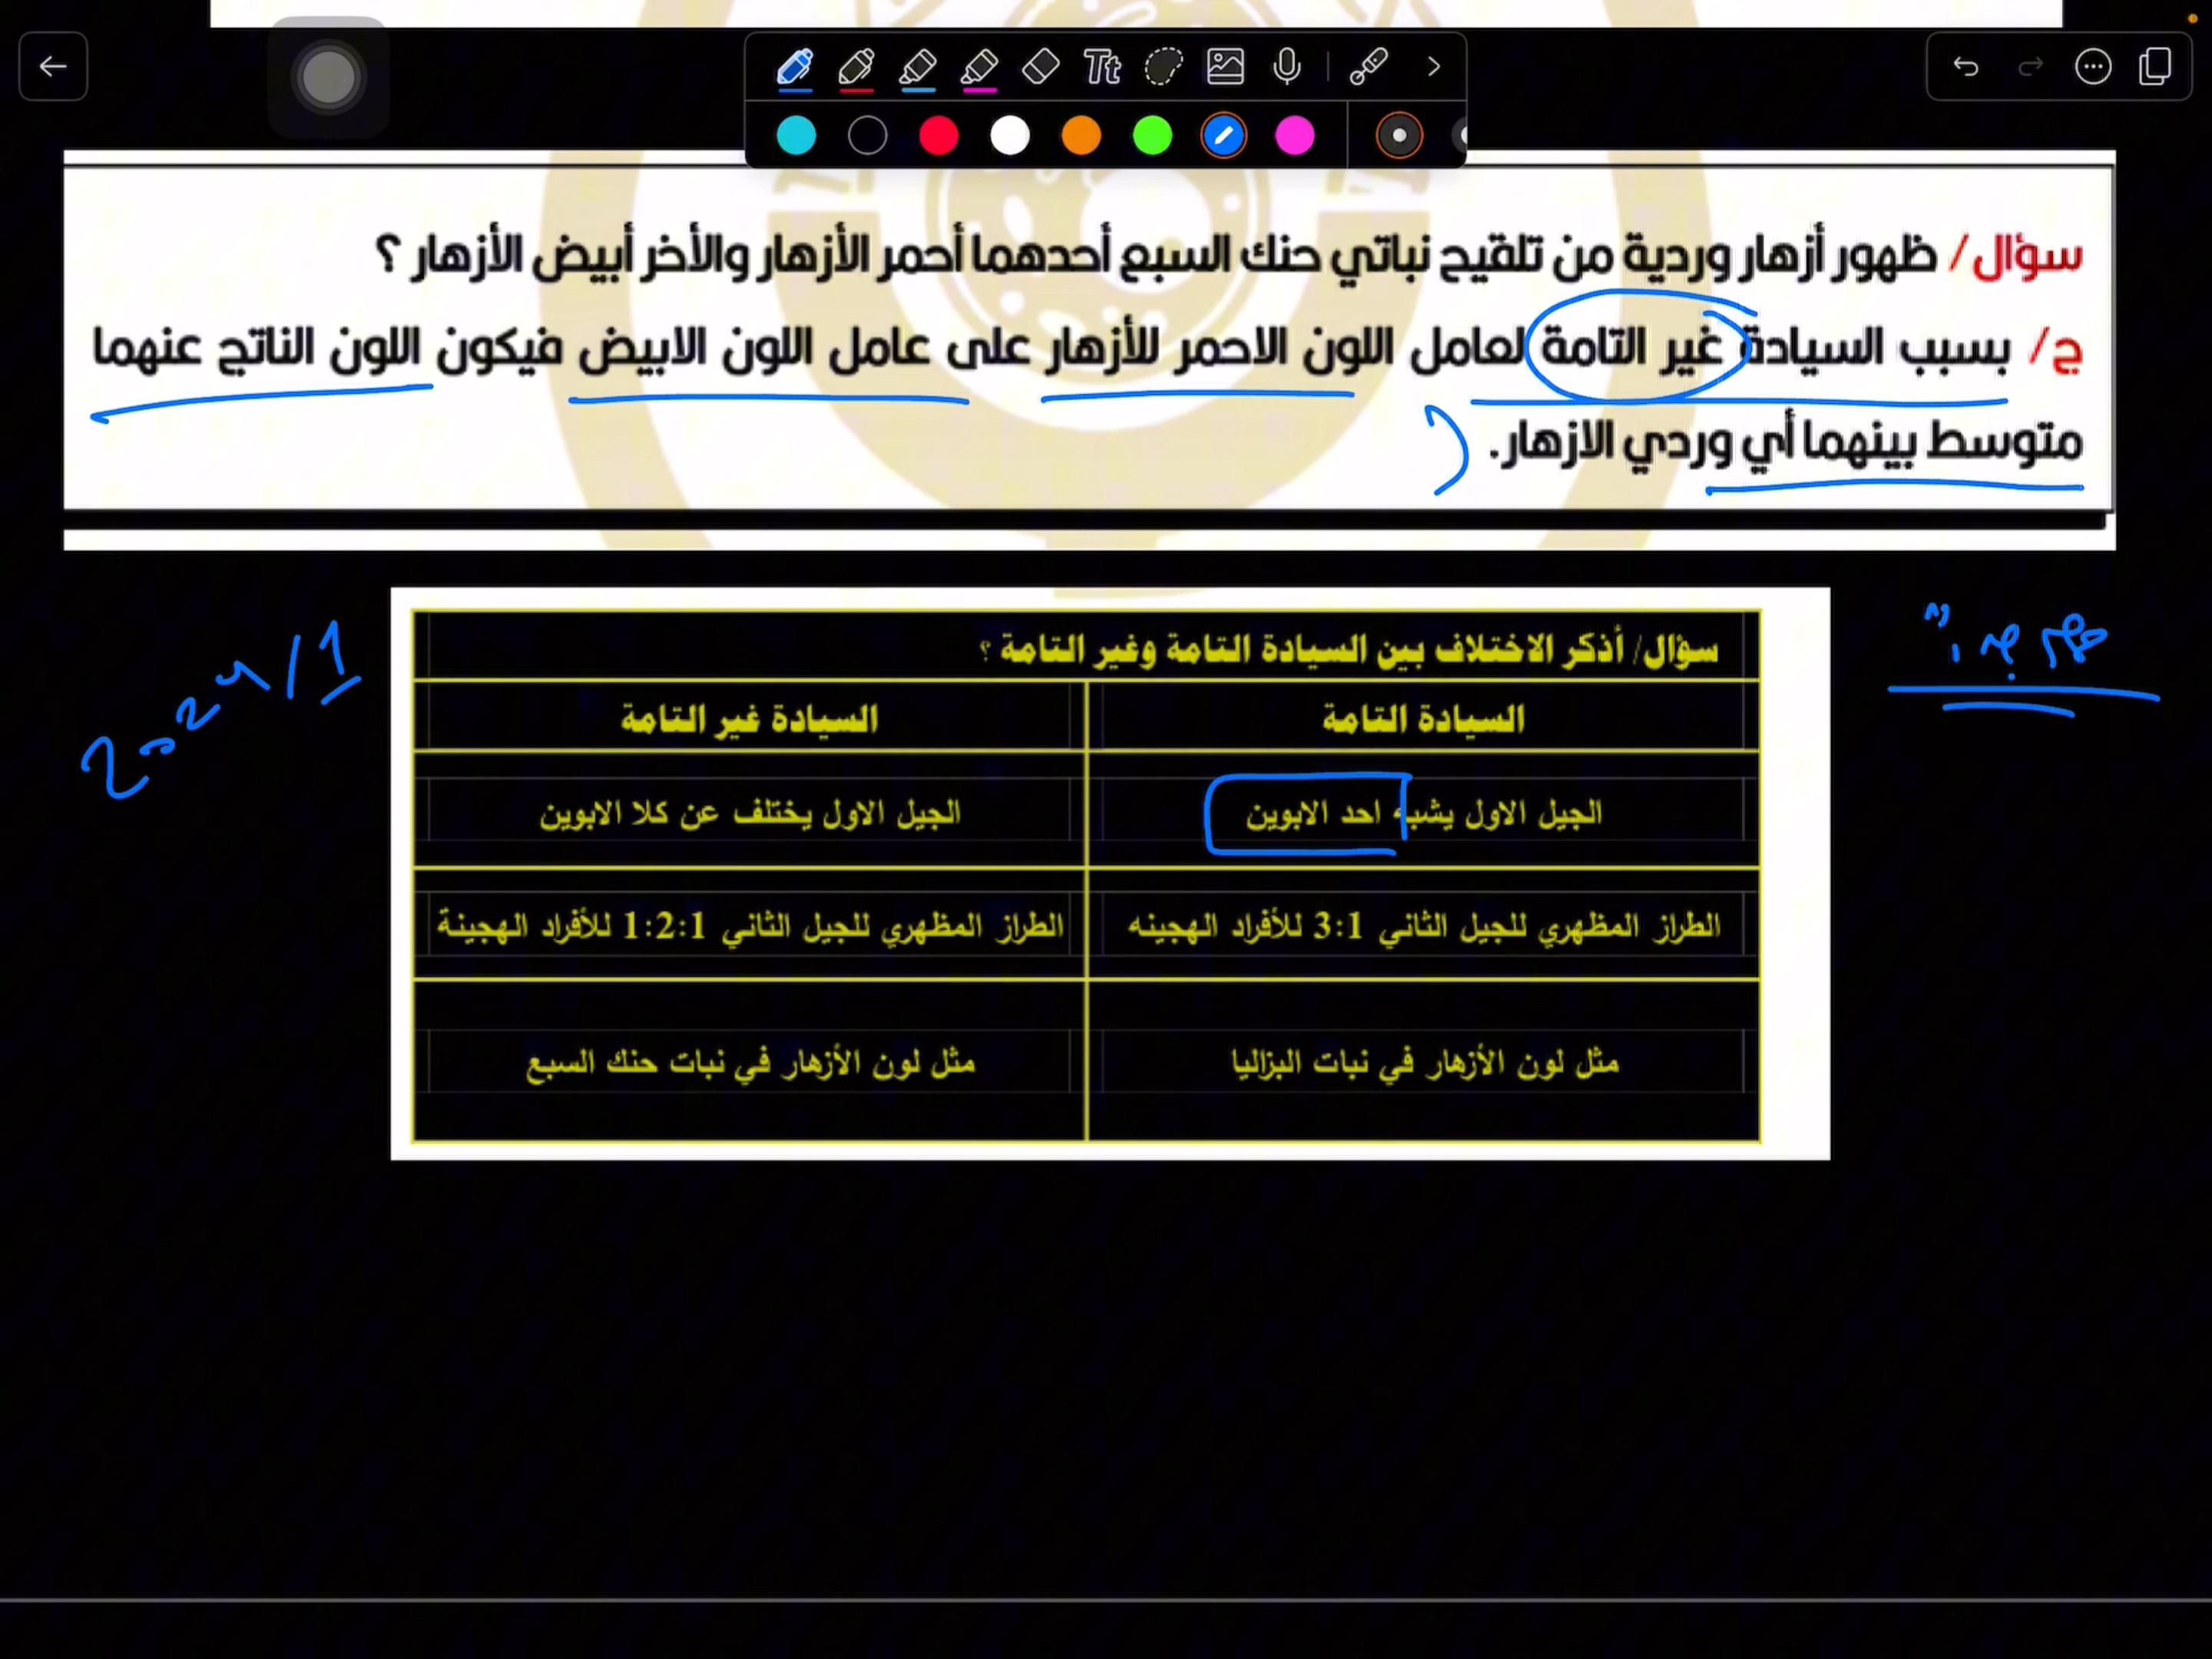 Tt
سؤال/ ظهور أزهار وردية من تلقيح نباتي حنك السبع أحدهما أحمر الأزهار والأخر أبيض الأزهار ؟
ج/ بسبب السيادة غير التامة لعامل اللون الاحمر للأزهار على عامل اللون الابيض فيكون اللون الناتج عنهما
متوسط بينهما أي وردي الازهار.
2024/1
سؤال/ أذكر الاختلاف بين السيادة التامة وغير التامة ؟
السيادة التامة
السيادة غير التامة
الجيل الاول يشبه احد الابوين
الجيل الاول يختلف عن كلا الابوين
الطراز المظهري للجيل الثاني 3:1 للأفراد الهجينه
الطراز المظهري للجيل الثاني 1:2:1 للأفراد الهجينة
مثل لون الأزهار في نبات البزاليا
مثل لون الأزهار في نبات حنك السبع